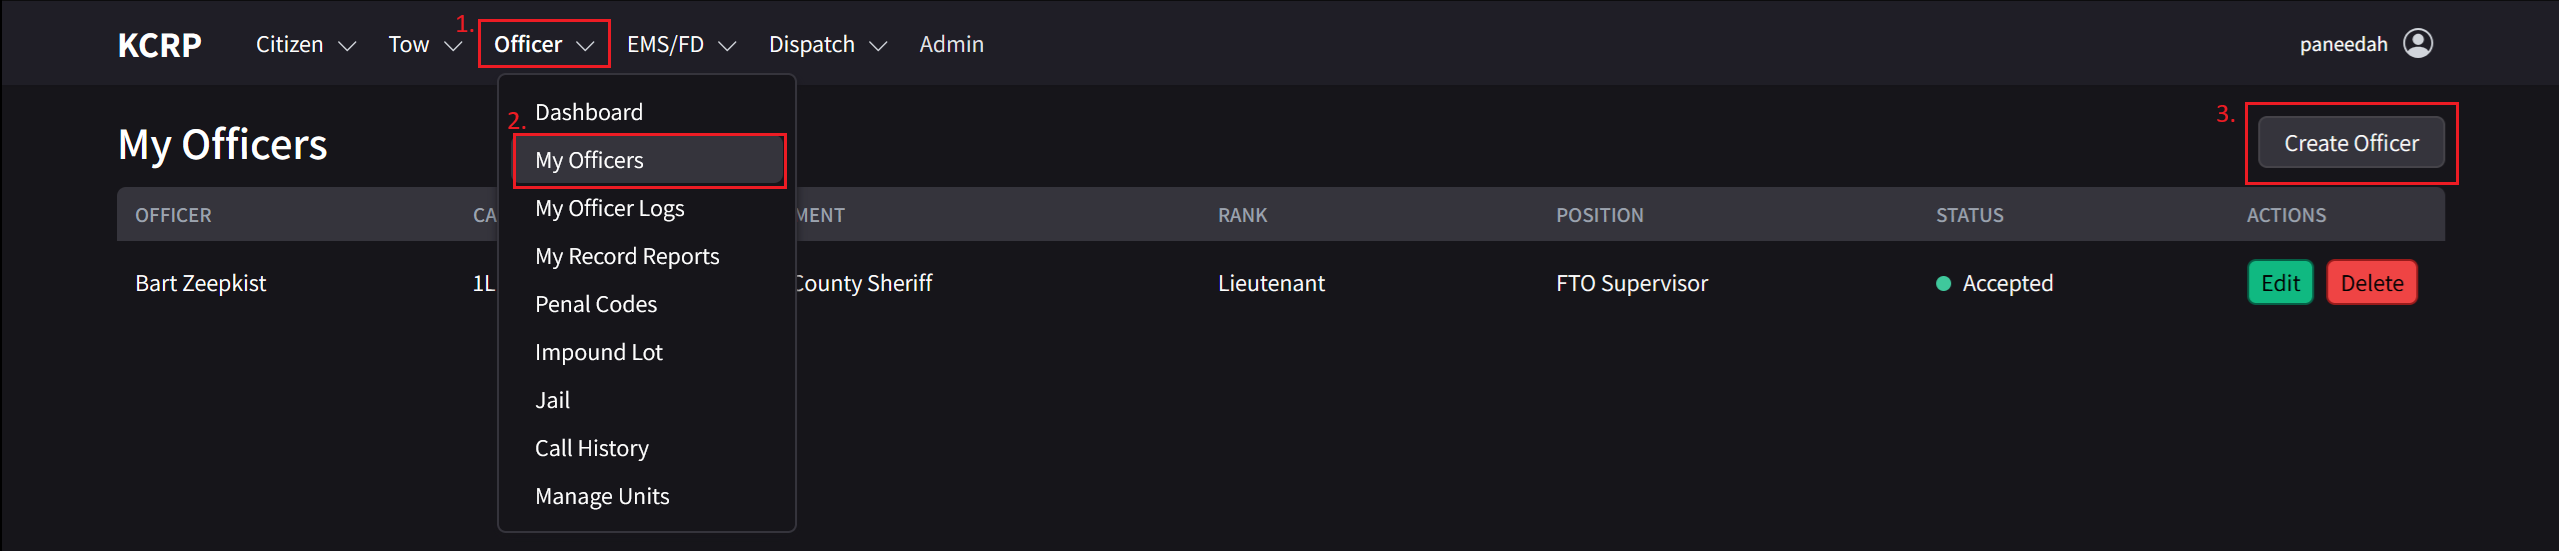 KCRP Citizen Tow 1. Officer EMS/FD Dispatch Admin paneedah
Dashboard
My Officers 2. My Officers 3. Create Officer
My Officer Logs
OFFICER CA MENT RANK POSITION STATUS ACTIONS
My Record Reports
Bart Zeepkist 1L County Sheriff Lieutenant FTO Supervisor Accepted Edit Delete
Penal Codes
Impound Lot
Jail
Call History
Manage Units